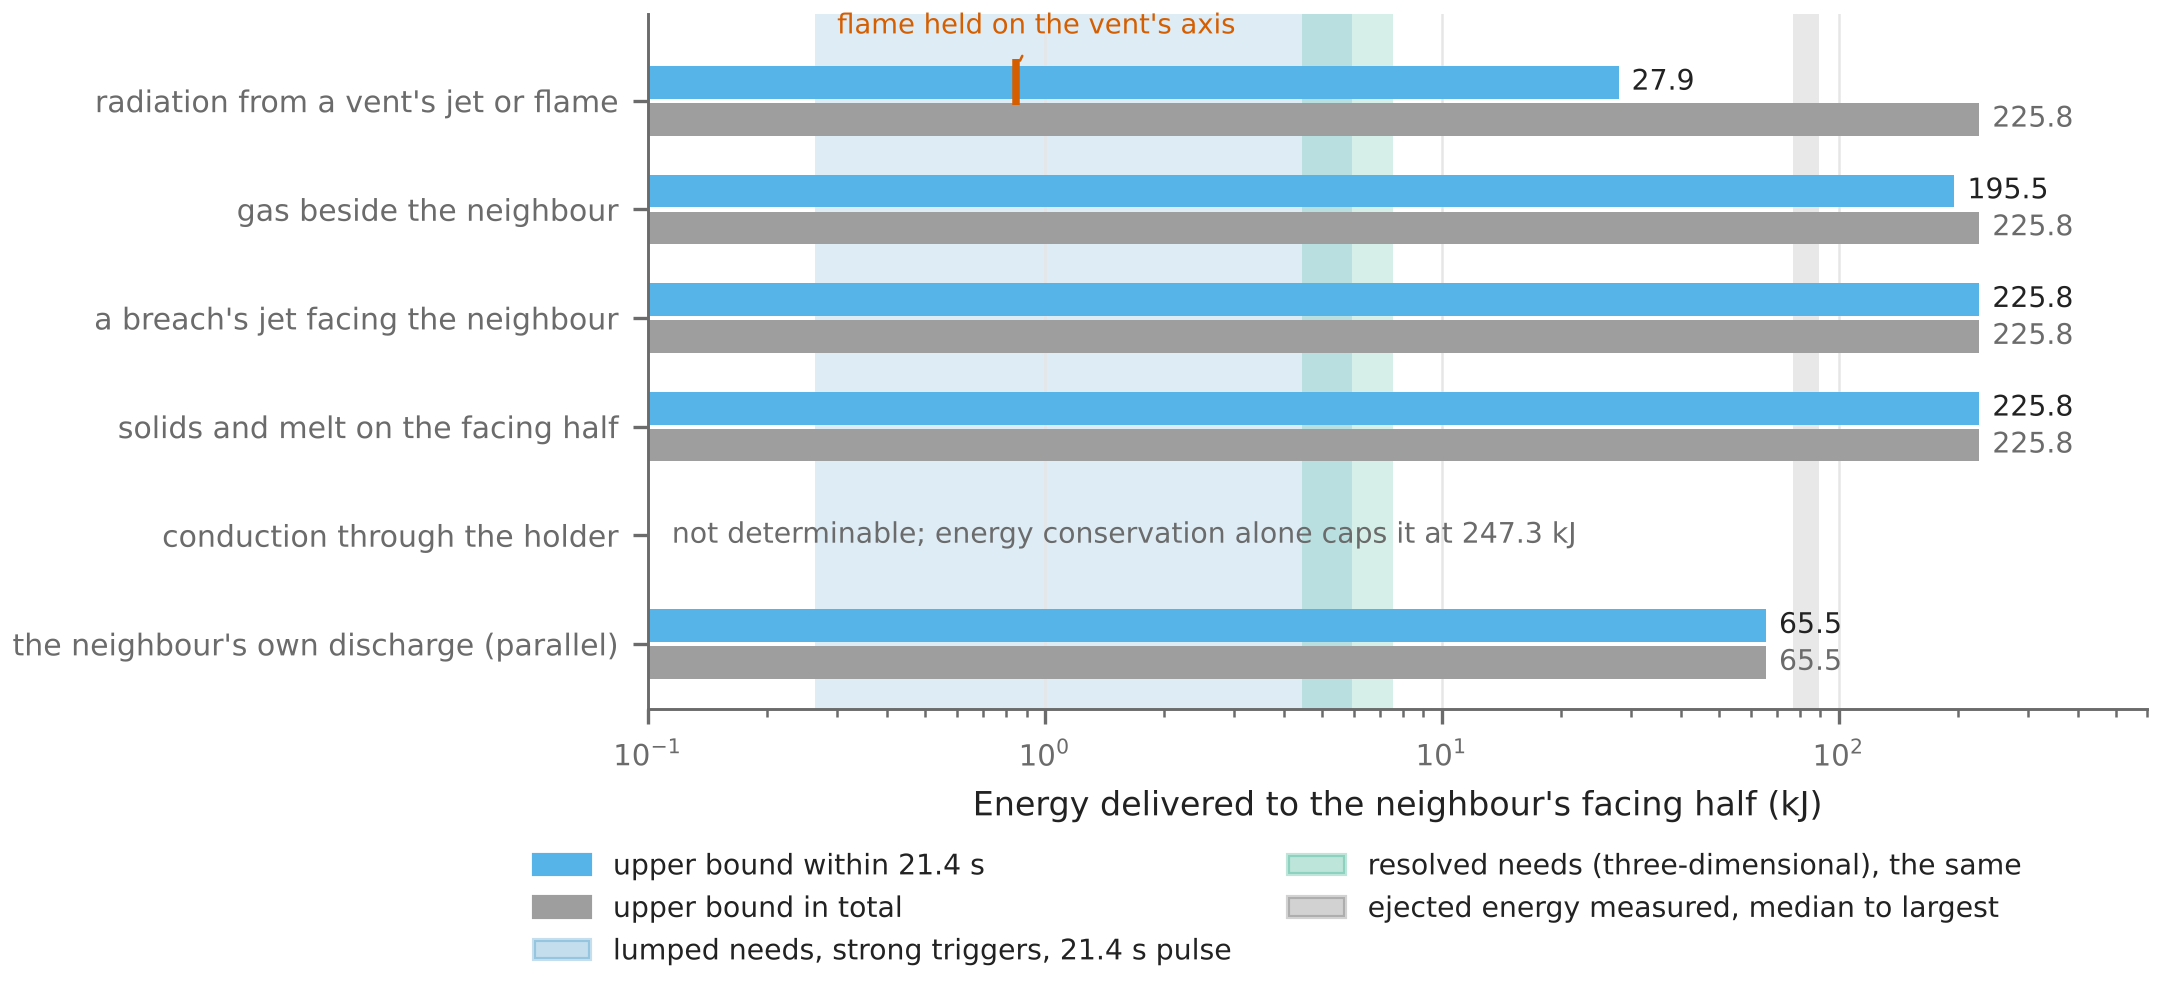 flame held on the vent's axis
radiation from a vent's jet or flame
27.9
225.8
gas beside the neighbour
195.5
225.8
a breach's jet facing the neighbour
225.8
225.8
solids and melt on the facing half
225.8
225.8
conduction through the holder
not determinable; energy conservation alone caps it at 247.3 kJ
the neighbour's own discharge (parallel)
65.5
65.5
10⁻¹ 10⁰ 10¹ 10²
Energy delivered to the neighbour's facing half (kJ)
upper bound within 21.4 s
upper bound in total
lumped needs, strong triggers, 21.4 s pulse
resolved needs (three-dimensional), the same
ejected energy measured, median to largest